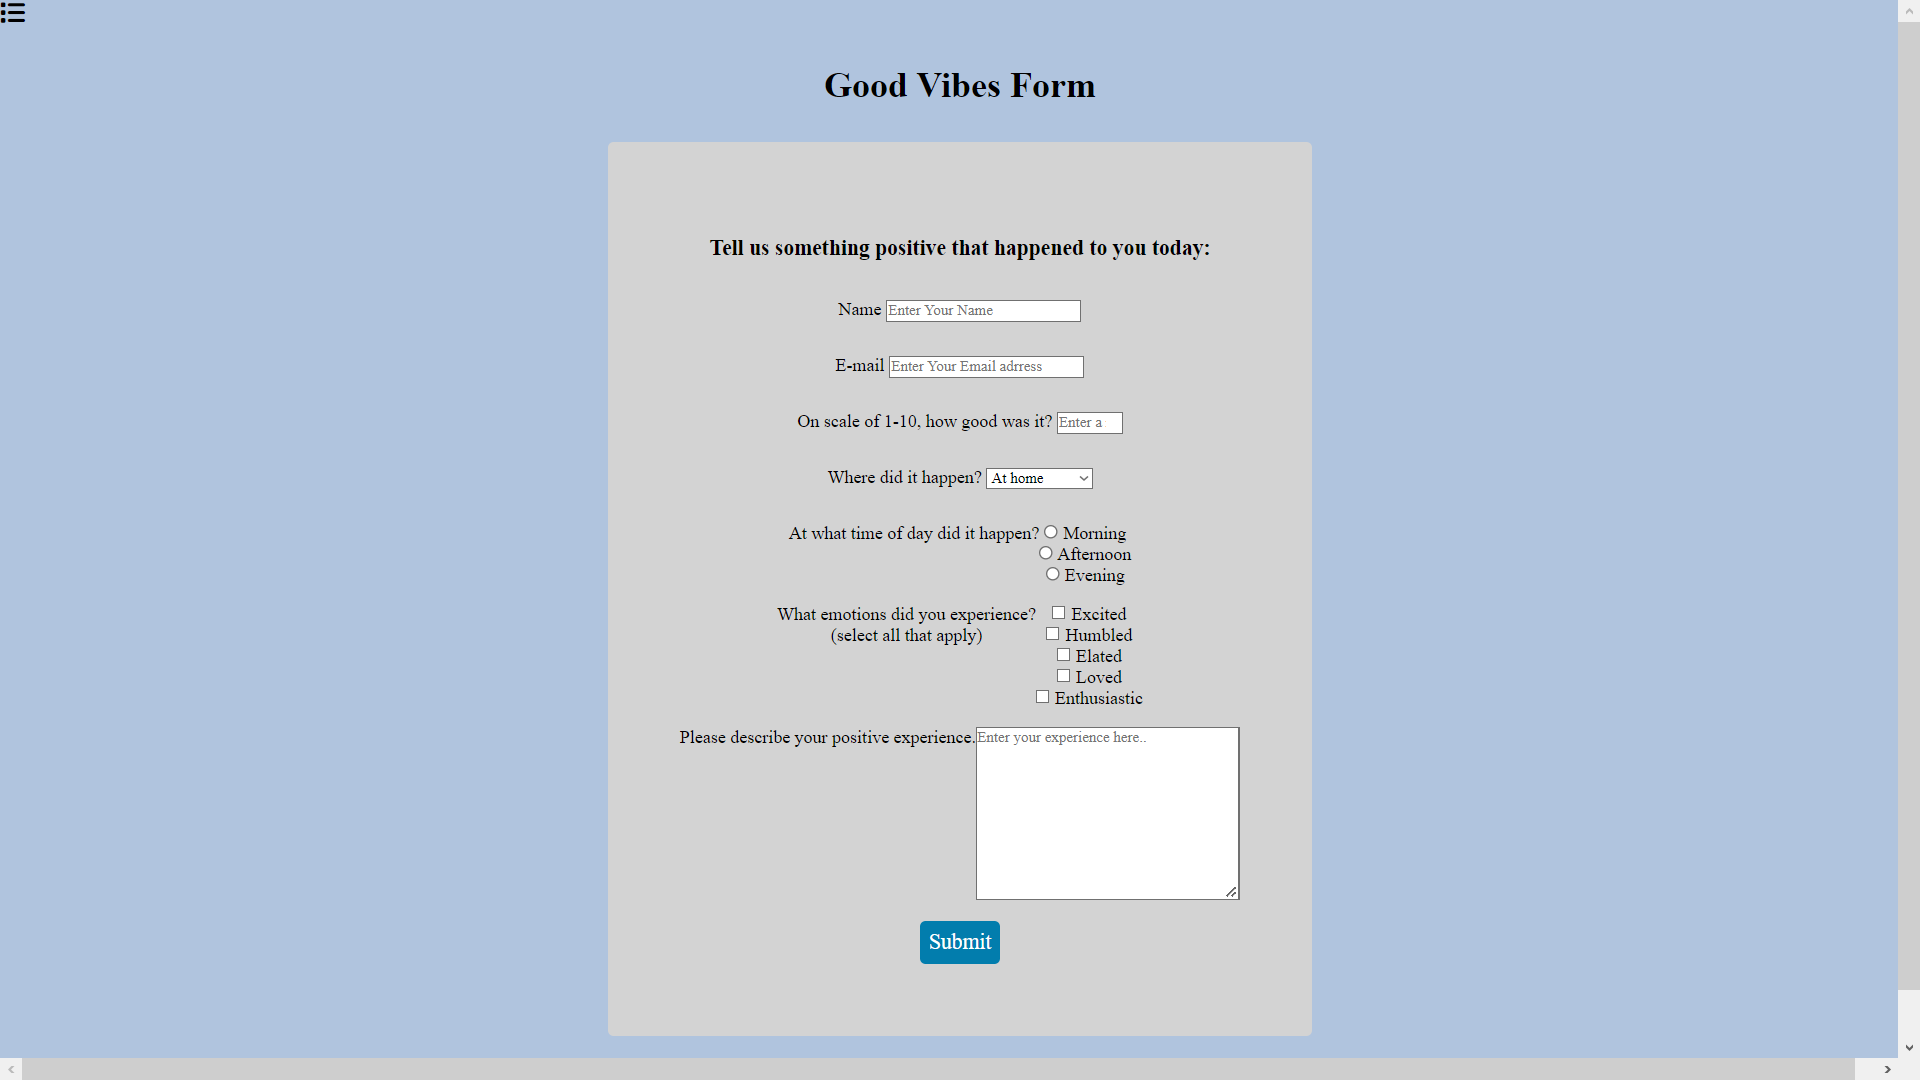 Good Vibes Form
Tell us something positive that happened to you today:
Name Enter Your Name
E-mail Enter Your Email adrress
On scale of 1-10, how good was it? Enter a
Where did it happen? At home
At what time of day did it happen? Morning
Afternoon
Evening
What emotions did you experience? Excited
(select all that apply) Humbled
Elated
Loved
Enthusiastic
Please describe your positive experience. Enter your experience here..
Submit